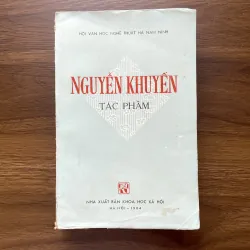 HỘI VĂN HỌC NGHỆ THUẬT HÀ NAM NINH
NGUYỄN KHUYẾN
TÁC PHẨM
NHÀ XUẤT BẢN KHOA HỌC XÃ HỘI
HÀ NỘI - 1984